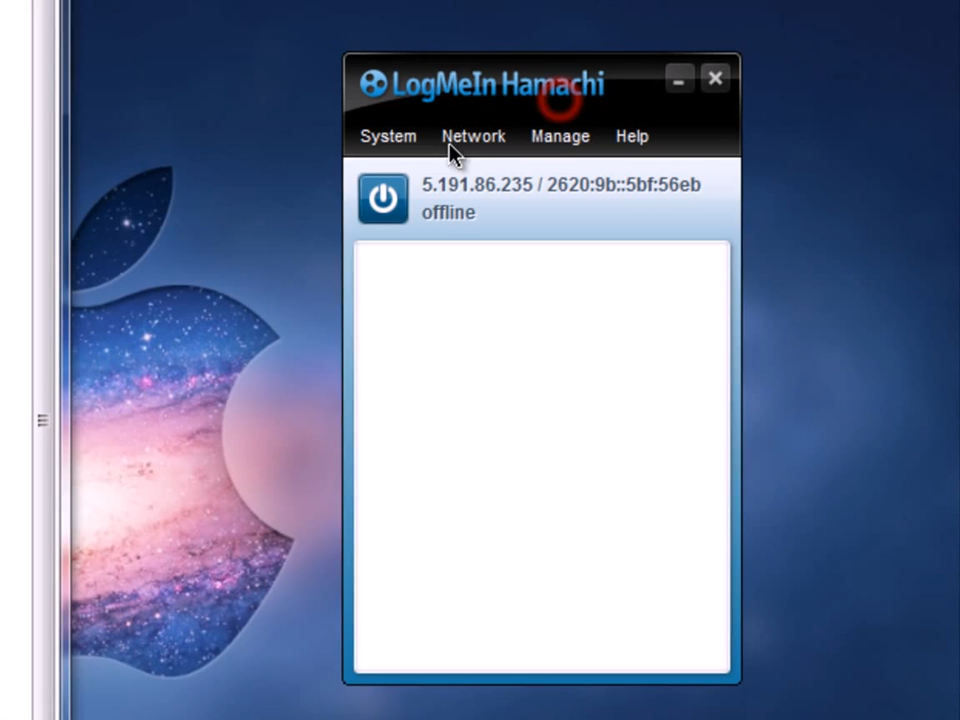 LogMeIn Hamachi
System Network Manage Help
5.191.86.235 / 2620:9b::5bf:56eb
offline